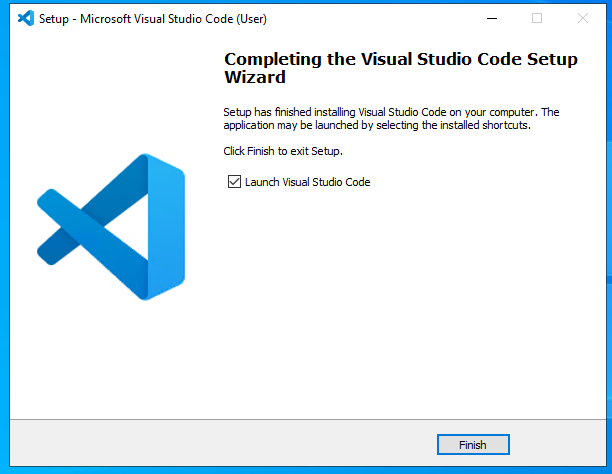 Setup - Microsoft Visual Studio Code (User)
Completing the Visual Studio Code Setup
Wizard
Setup has finished installing Visual Studio Code on your computer. The
application may be launched by selecting the installed shortcuts.
Click Finish to exit Setup.
Launch Visual Studio Code
Finish